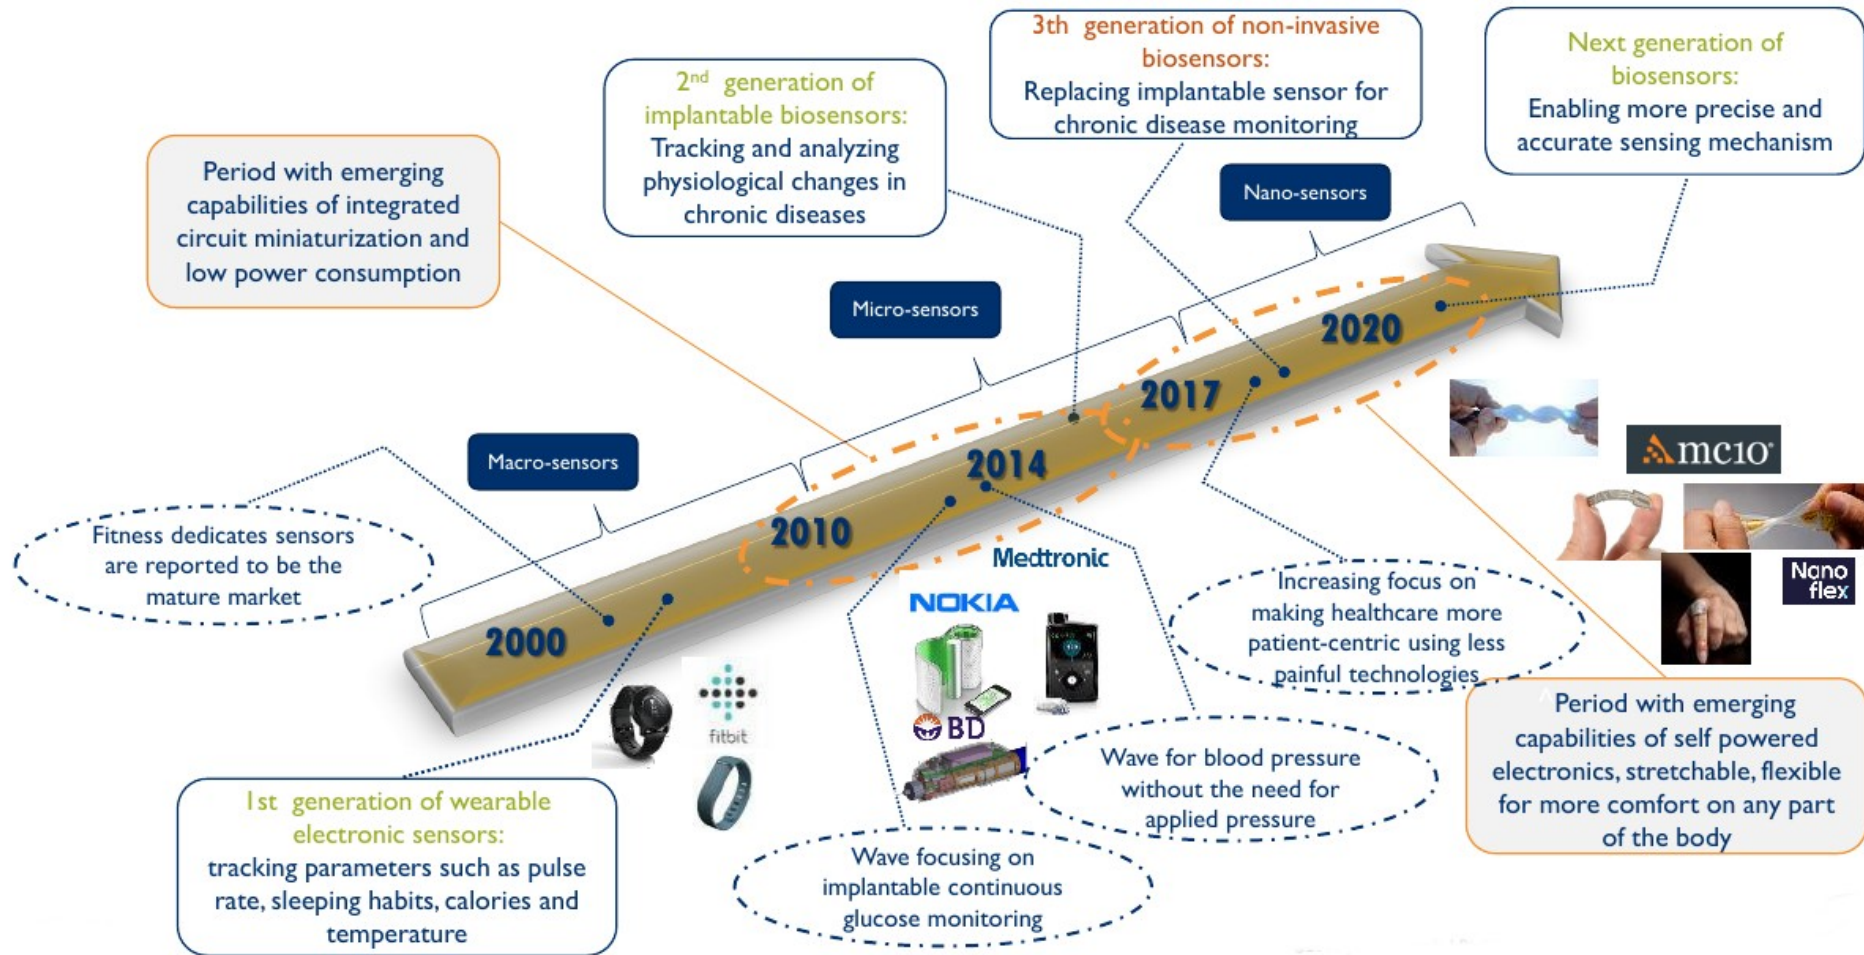 3th generation of non-invasive
biosensors:
Replacing implantable sensor for
chronic disease monitoring
Next generation of
biosensors:
Enabling more precise and
accurate sensing mechanism
2nd generation of
implantable biosensors:
Tracking and analyzing
physiological changes in
chronic diseases
Period with emerging
capabilities of integrated
circuit miniaturization and
low power consumption
Nano-sensors
Micro-sensors
Macro-sensors
2020
2017
2014
2010
2000
Fitness dedicates sensors
are reported to be the
mature market
mc10
Nano
flex
Medtronic
NOKIA
BD
fitbit
Increasing focus on
making healthcare more
patient-centric using less
painful technologies
Period with emerging
capabilities of self powered
electronics, stretchable, flexible
for more comfort on any part
of the body
Wave for blood pressure
without the need for
applied pressure
Wave focusing on
implantable continuous
glucose monitoring
1st generation of wearable
electronic sensors:
tracking parameters such as pulse
rate, sleeping habits, calories and
temperature